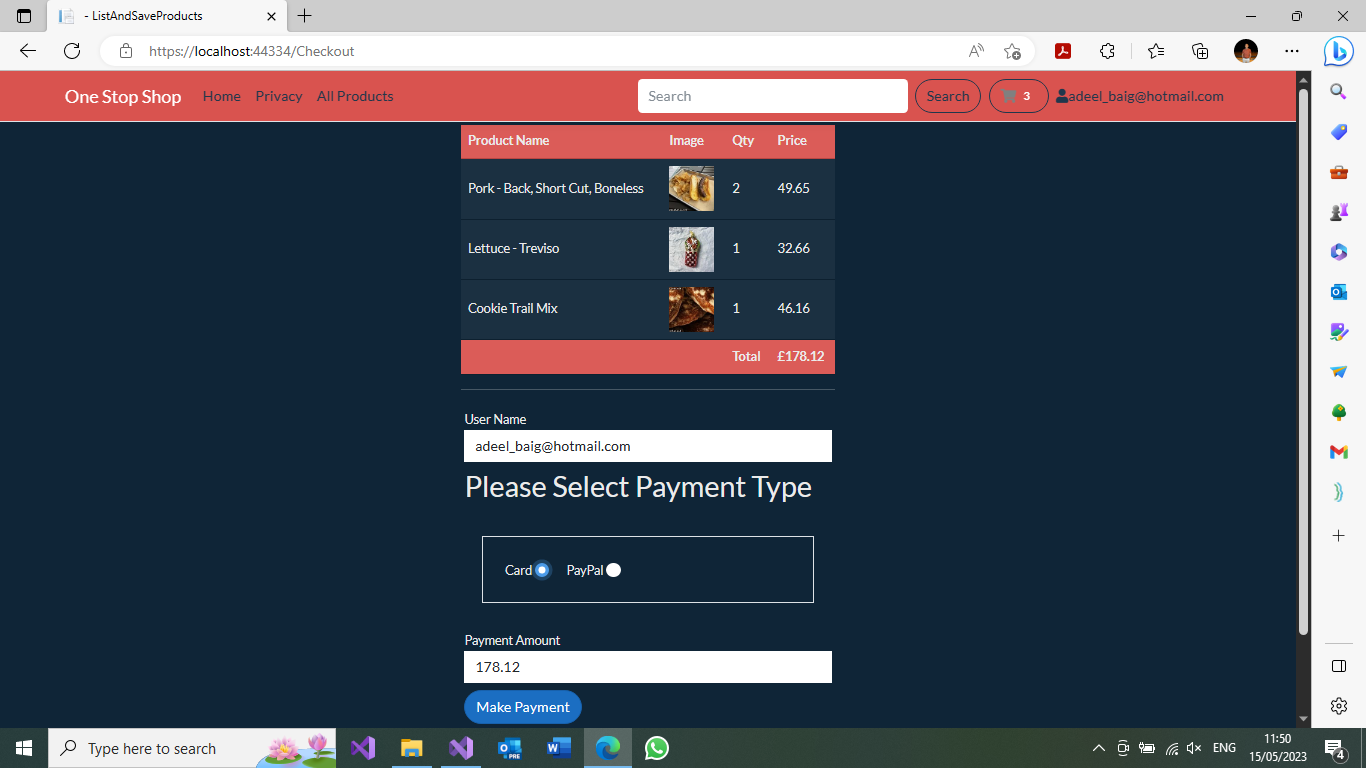 - ListAndSaveProducts
https://localhost:44334/Checkout
One Stop Shop Home Privacy All Products Search Search 3 adeel_baig@hotmail.com
Product Name Image Qty Price
Pork - Back, Short Cut, Boneless 2 49.65
Lettuce - Treviso 1 32.66
Cookie Trail Mix 1 46.16
Total £178.12
User Name
adeel_baig@hotmail.com
Please Select Payment Type
Card PayPal
Payment Amount
178.12
Make Payment
Type here to search ENG 11:50
15/05/2023 4